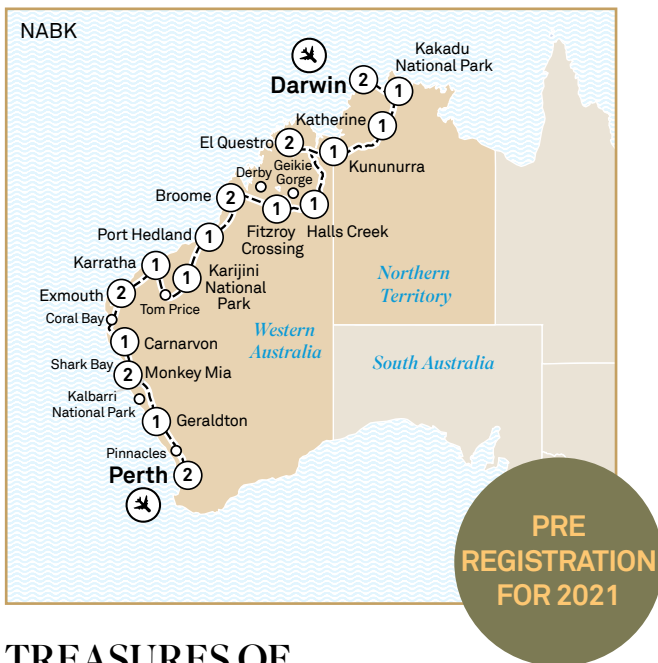 NABK
Kakadu
National Park
Darwin
2
1
Katherine
1
El Questro
2
1
Kununurra
Derby
Geikie
Gorge
Broome
2
1
1
Fitzroy
Crossing
Halls Creek
Port Hedland
1
Karratha
1
1
Karijini
National
Park
Exmouth
2
Tom Price
Coral Bay
Northern
Territory
Western
Australia
South Australia
1
Carnarvon
Shark Bay
2
Monkey Mia
Kalbarri
National Park
1
Geraldton
Pinnacles
Perth
2
PRE
REGISTRATION
FOR 2021
TREASURES OF